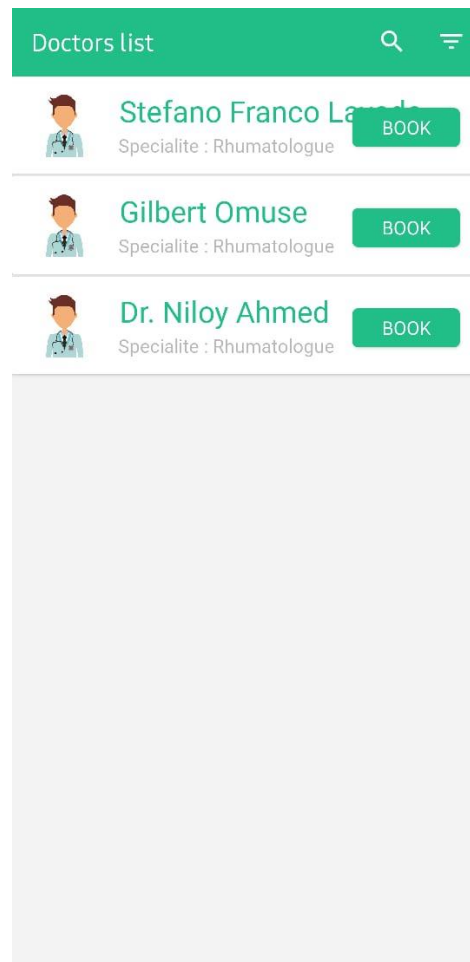 Doctors list
Stefano Franco
BOOK
Specialite : Rhumatologue
Gilbert Omuse
BOOK
Specialite : Rhumatologue
Dr. Niloy Ahmed
BOOK
Specialite : Rhumatologue